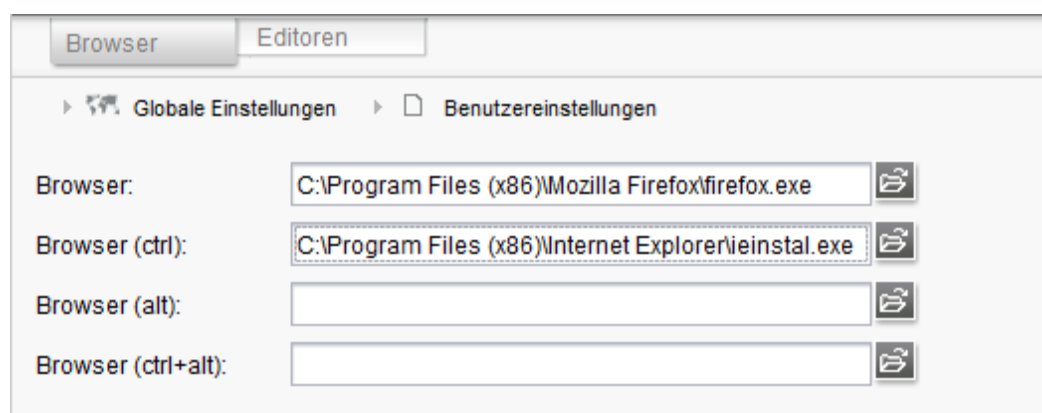 Browser Editoren
Globale Einstellungen Benutzereinstellungen
Browser: C:\Program Files (x86)\Mozilla Firefox\firefox.exe
Browser (ctrl): C:\Program Files (x86)\Internet Explorer\ieinstal.exe
Browser (alt):
Browser (ctrl+alt):